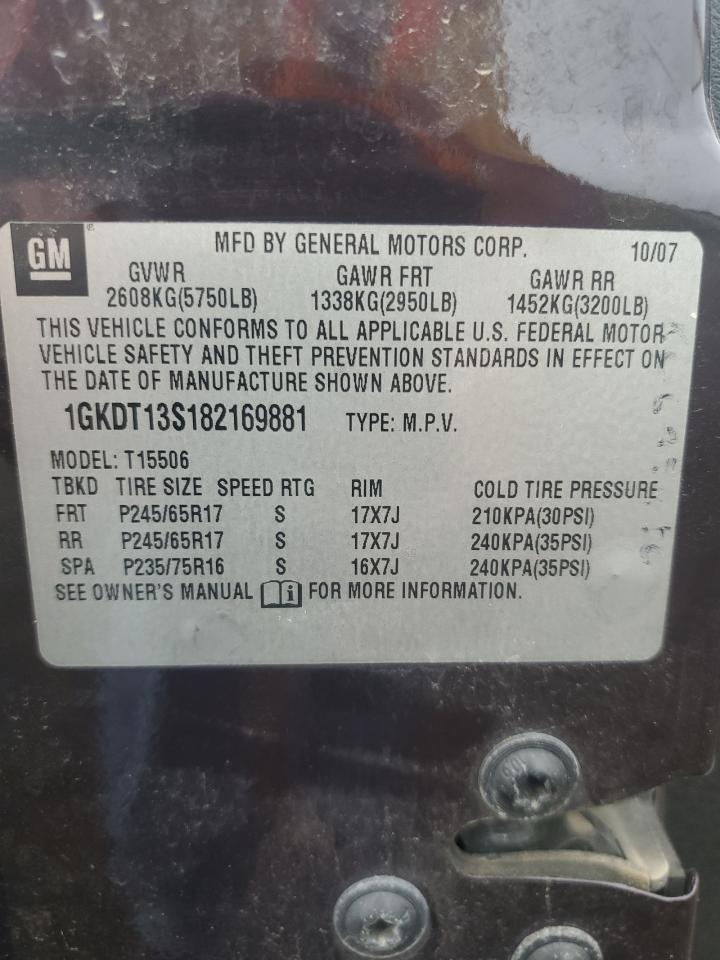 GM ® MFD BY GENERAL MOTORS CORP. 10/07
GVWR GAWR FRT GAWR RR
2608KG(5750LB) 1338KG(2950LB) 1452KG(3200LB)
THIS VEHICLE CONFORMS TO ALL APPLICABLE U.S. FEDERAL MOTOR
VEHICLE SAFETY AND THEFT PREVENTION STANDARDS IN EFFECT ON
THE DATE OF MANUFACTURE SHOWN ABOVE.
1GKDT13S182169881 TYPE: M.P.V.
MODEL: T15506
TBKD TIRE SIZE SPEED RTG RIM COLD TIRE PRESSURE
FRT P245/65R17 S 17X7J 210KPA(30PSI)
RR P245/65R17 S 17X7J 240KPA(35PSI)
SPA P235/75R16 S 16X7J 240KPA(35PSI)
SEE OWNER'S MANUAL i FOR MORE INFORMATION.